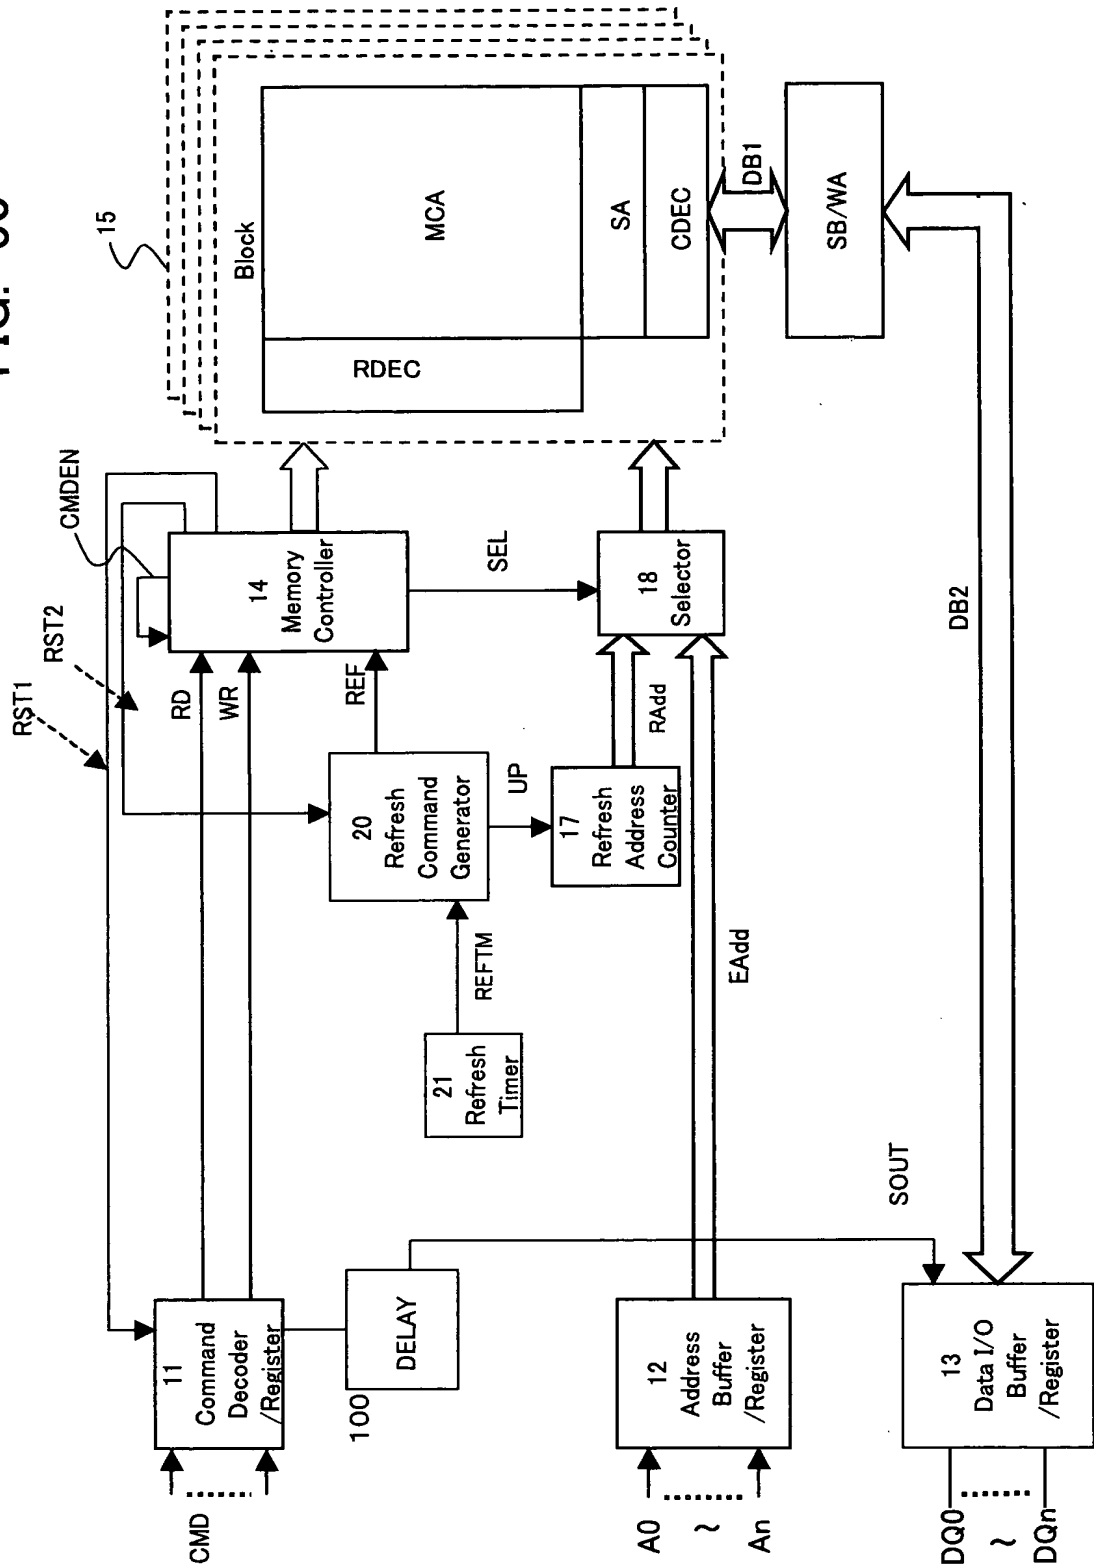 15
Block
MCA
RDEC
SA
CDEC
DB1
SB/WA
CMDEN
RST2
RST1
14
Memory
Controller
RD
WR
REF
SEL
18
Selector
20
Refresh
Command
Generator
UP
17
Refresh
Address
Counter
RAdd
REFTM
21
Refresh
Timer
EAdd
DB2
SOUT
11
Command
Decoder
/Register
DELAY
100
12
Address
Buffer
/Register
13
Data I/O
Buffer
/Register
CMD
A0
~
An
DQ0
~
DQn